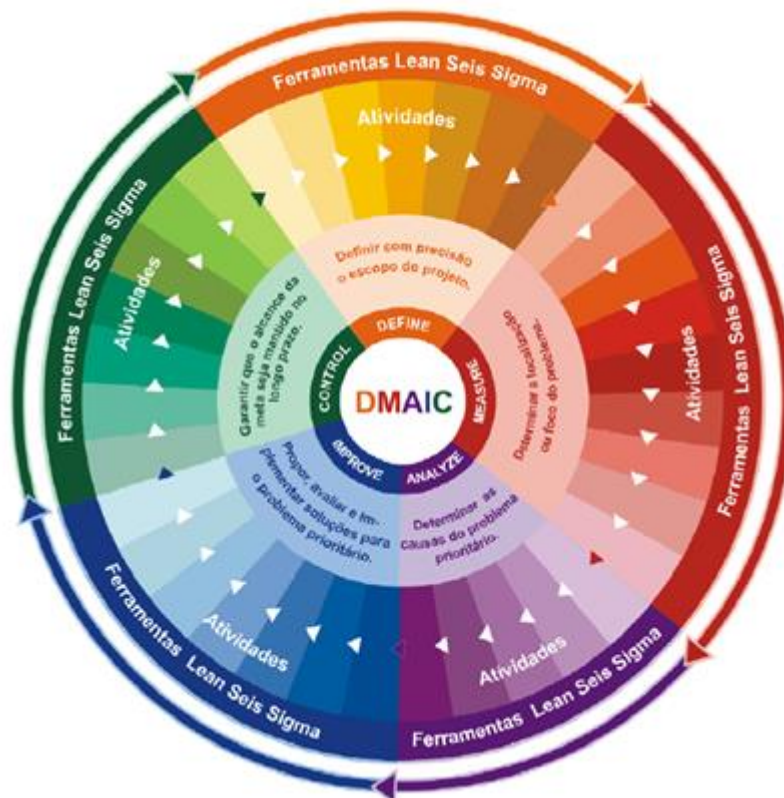 Ferramentas Lean Seis Sigma
Atividades
Definir com precisão
o escopo do projeto.
DEFINE
Ferramentas Lean Seis Sigma
Atividades
Determinar a localização
ou foco do problema.
MEASURE
Ferramentas Lean Seis Sigma
Atividades
Determinar as
causas do problema
prioritário.
ANALYZE
Ferramentas Lean Seis Sigma
Atividades
Propor, avaliar e im-
plementar soluções para
o problema prioritário.
IMPROVE
Ferramentas Lean Seis Sigma
Atividades
Garantir que o alcance da
meta seja mantido no
longo prazo.
CONTROL
DMAIC